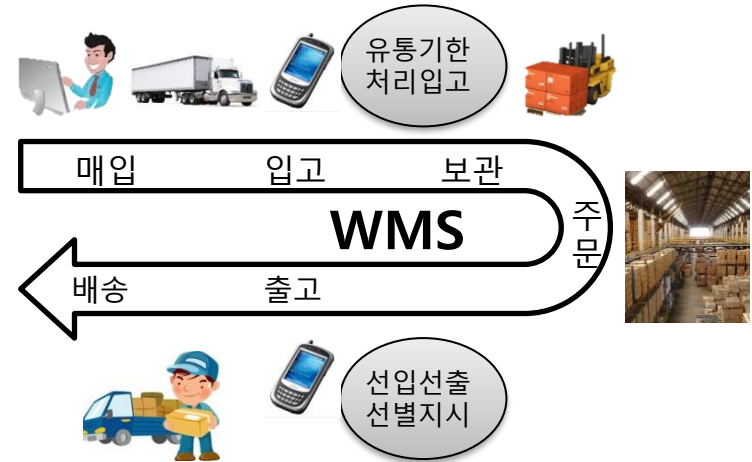 유통기한
처리입고
매입 입고 보관
주문
WMS
배송 출고
선입선출
선별지시